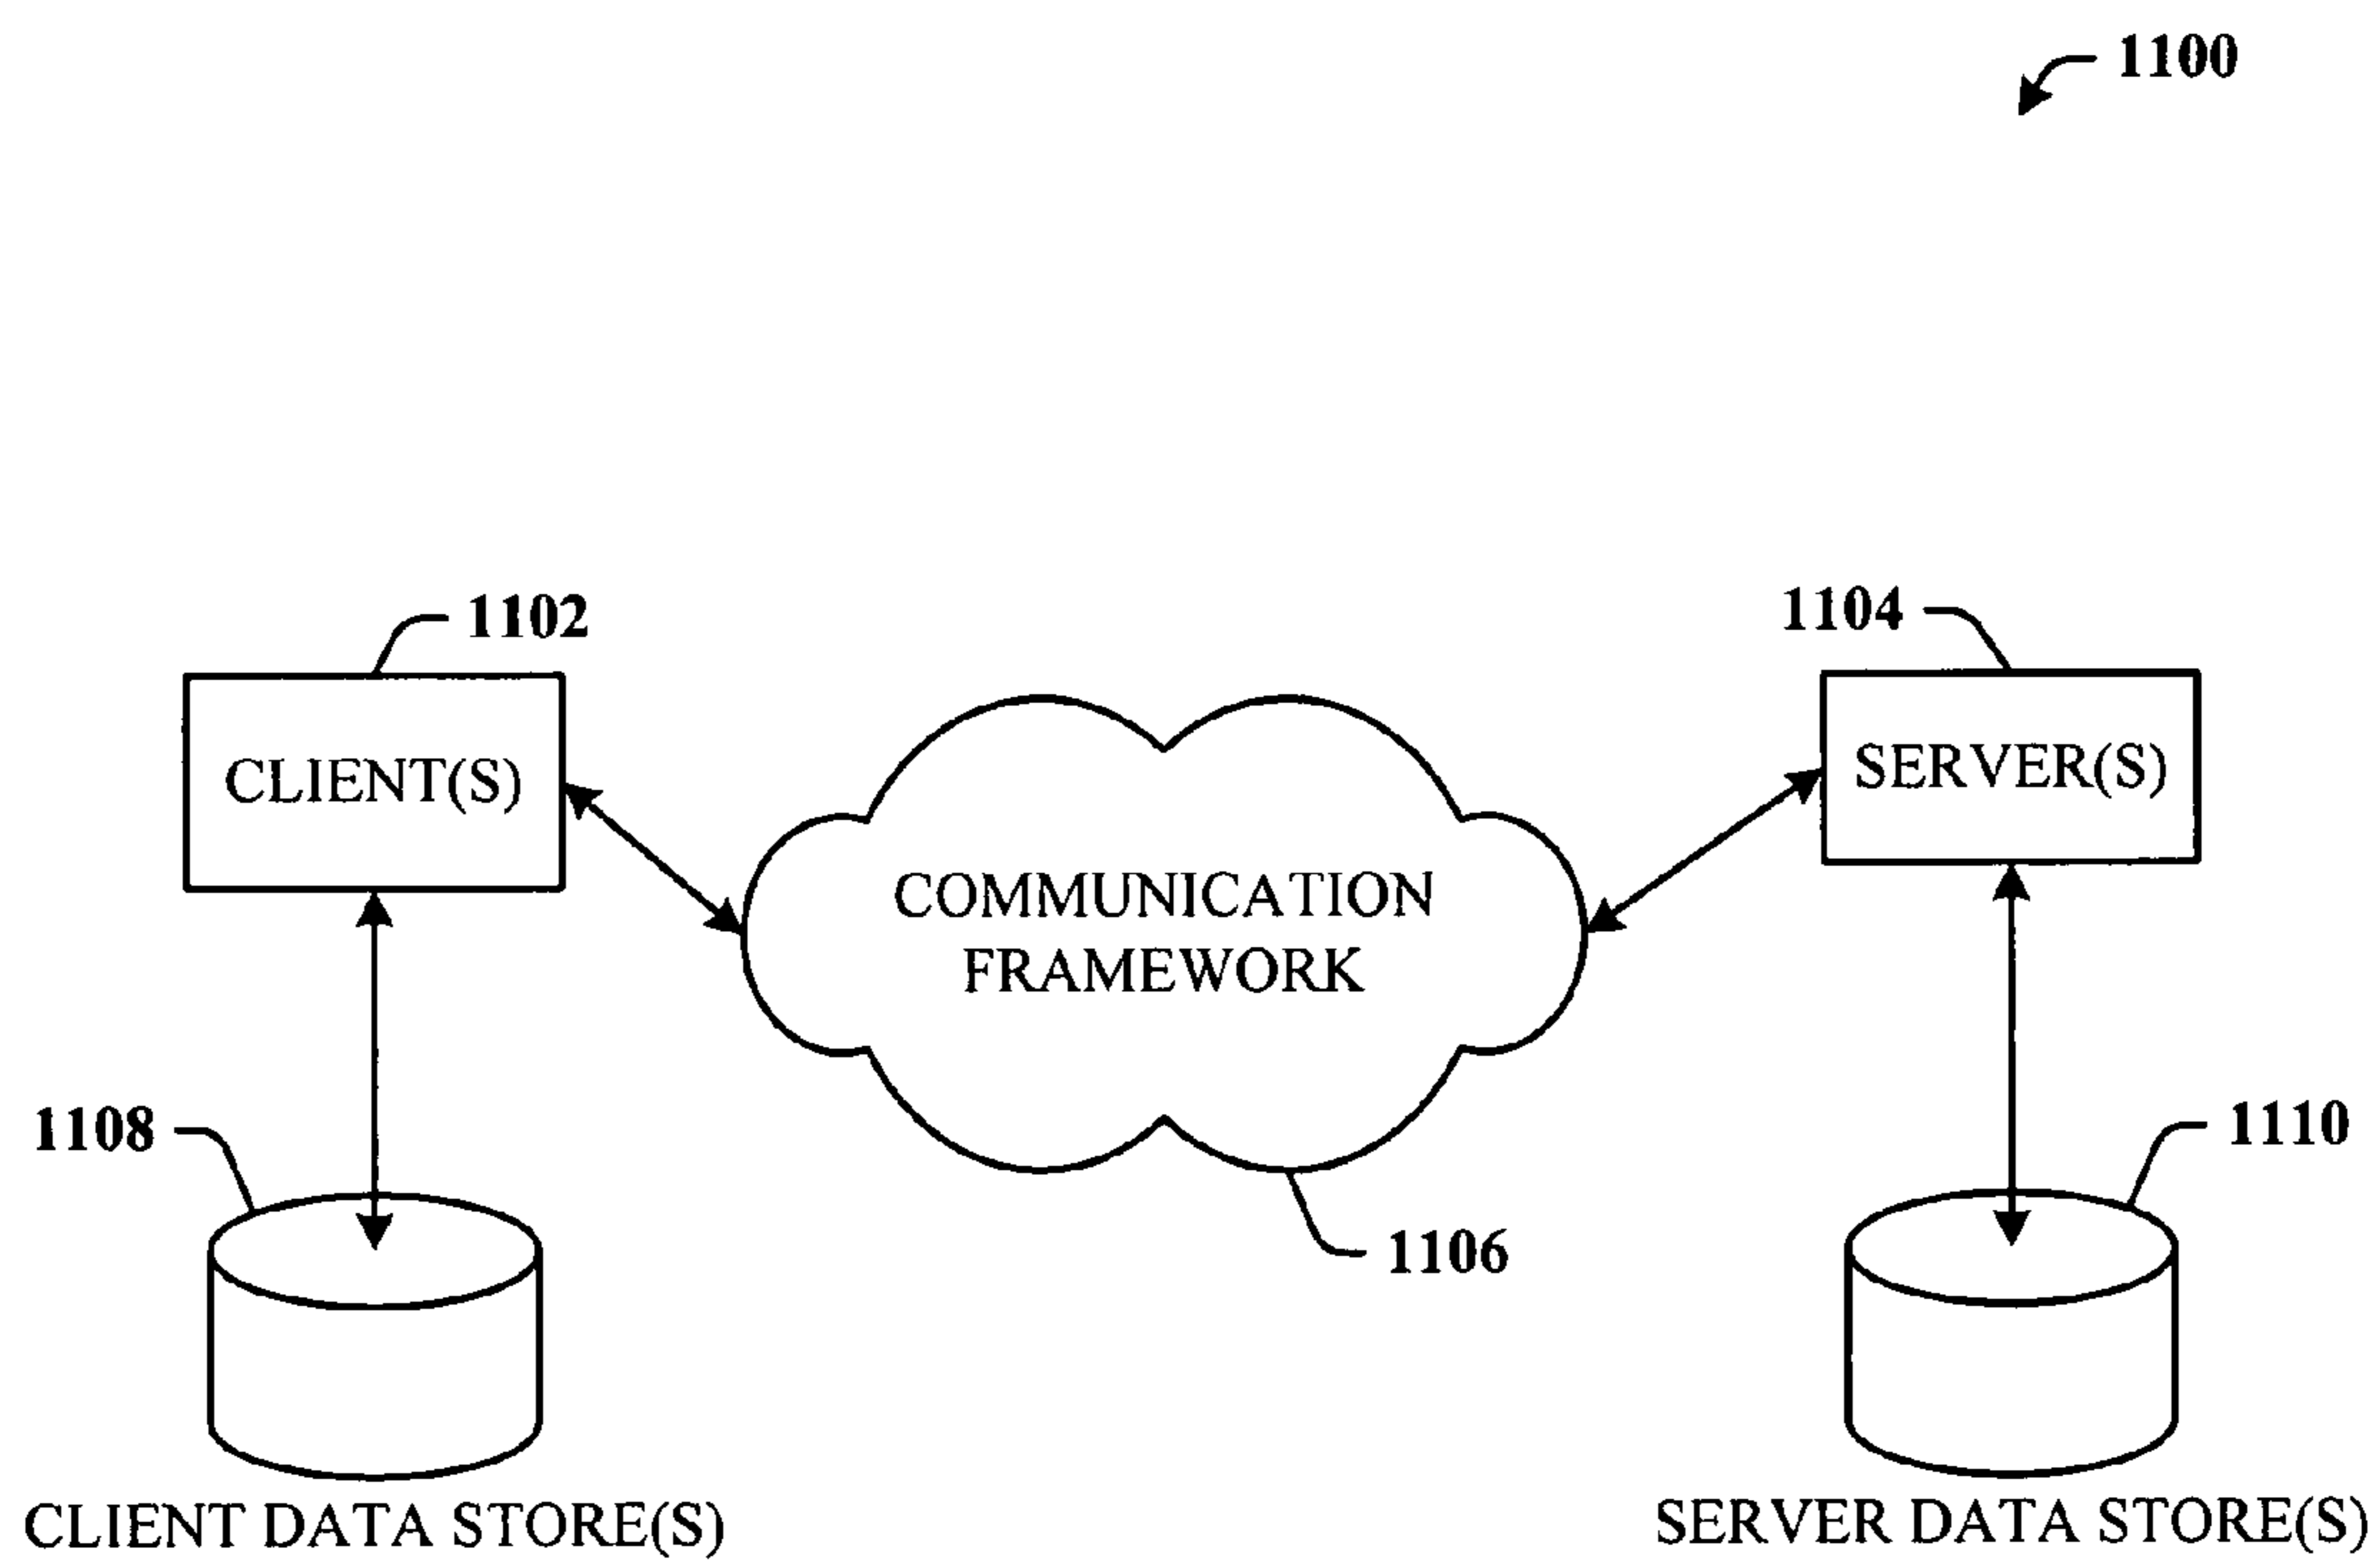 1100
1102
1104
CLIENT(S)
SERVER(S)
COMMUNICATION
FRAMEWORK
1108
1110
1106
CLIENT DATA STORE(S)
SERVER DATA STORE(S)